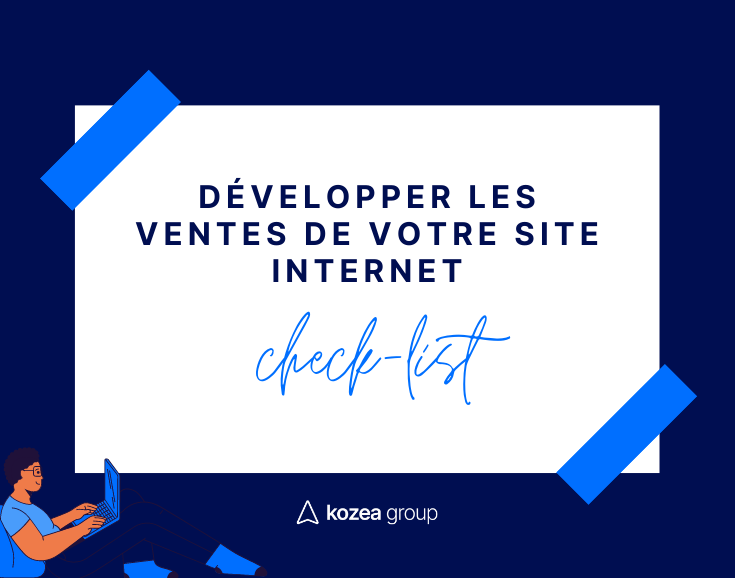 DÉVELOPPER LES
VENTES DE VOTRE SITE
INTERNET
check-list
kozea group